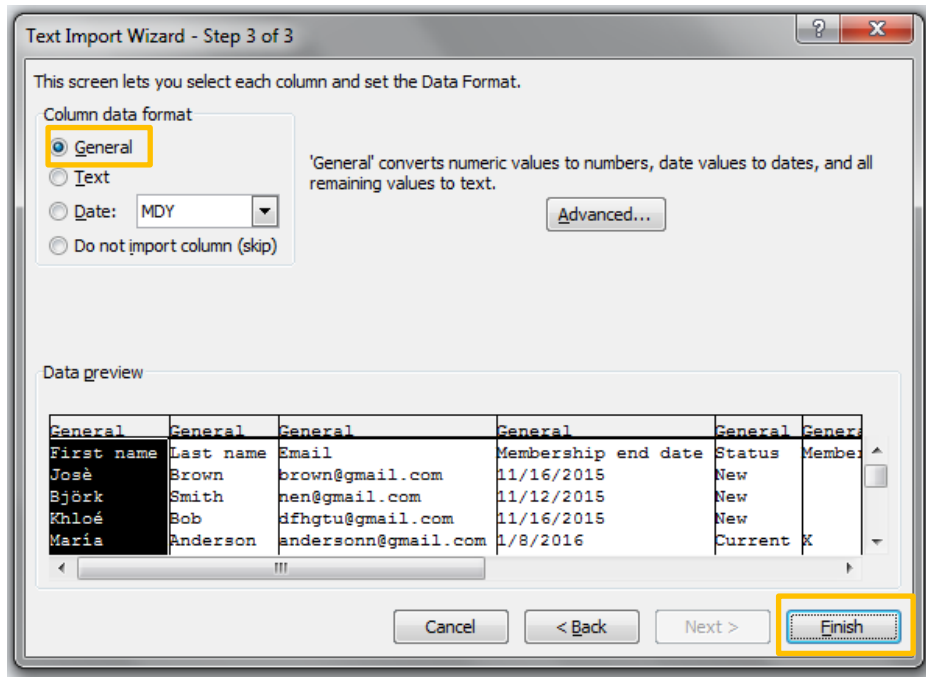 Text Import Wizard - Step 3 of 3
This screen lets you select each column and set the Data Format.
Column data format
General
Text
Date: MDY
Do not import column (skip)
'General' converts numeric values to numbers, date values to dates, and all
remaining values to text.
Advanced...
Data preview
General General General General General Genera
First name Last name Email Membership end date Status Member
Josè Brown brown@gmail.com 11/16/2015 New
Björk Smith nen@gmail.com 11/12/2015 New
Khloé Bob dfhgtu@gmail.com 11/16/2015 New
María Anderson andersonn@gmail.com 1/8/2016 Current X
Cancel < Back Next > Finish